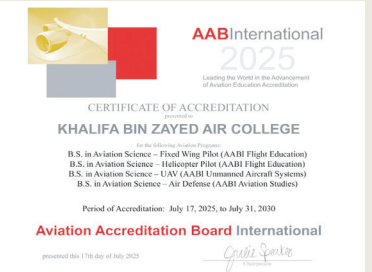 AABInternational
2025
Leading the World in the Advancement
of Aviation Education Accreditation
CERTIFICATE OF ACCREDITATION
presented to
KHALIFA BIN ZAYED AIR COLLEGE
for the following Aviation Programs:
B.S. in Aviation Science – Fixed Wing Pilot (AABI Flight Education)
B.S. in Aviation Science – Helicopter Pilot (AABI Flight Education)
B.S. in Aviation Science – UAV (AABI Unmanned Aircraft Systems)
B.S. in Aviation Science – Air Defense (AABI Aviation Studies)
Period of Accreditation: July 17, 2025, to July 31, 2030
Aviation Accreditation Board International
presented this 17th day of July 2025
Chairperson